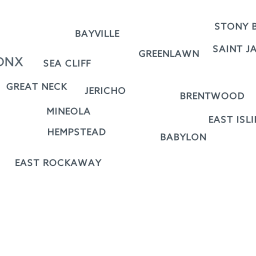 STONY B
BAYVILLE
SAINT JA
GREENLAWN
ONX
SEA CLIFF
GREAT NECK
JERICHO
BRENTWOOD
MINEOLA
EAST ISLI
HEMPSTEAD
BABYLON
EAST ROCKAWAY